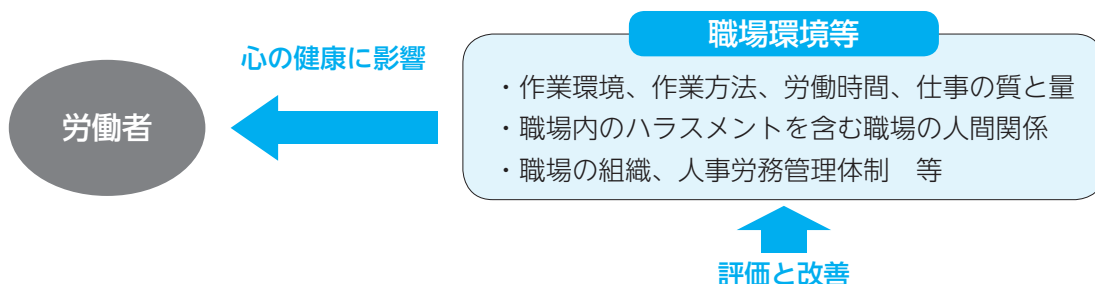 職場環境等
心の健康に影響
労働者
・作業環境、作業方法、労働時間、仕事の質と量
・職場内のハラスメントを含む職場の人間関係
・職場の組織、人事労務管理体制　等
評価と改善